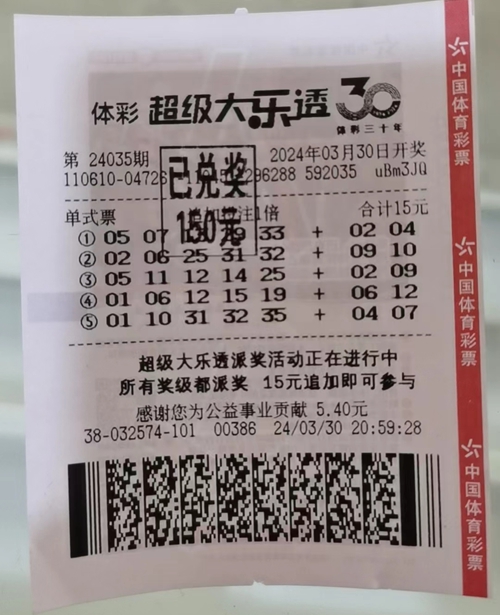 体彩 超级大乐透 30
体彩三十年
第 24035期 2024年03月30日开奖
110610-04726 296288 592035 uBm3JQ
已兑奖
150元
单式票 注1倍 合计15元
① 05 07 29 33 + 02 04
② 02 06 25 31 32 + 09 10
③ 05 11 12 14 25 + 02 09
④ 01 06 12 15 19 + 06 12
⑤ 01 10 31 32 35 + 04 07
超级大乐透派奖活动正在进行中
所有奖级都派奖 15元追加即可参与
感谢您为公益事业贡献 5.40元
38-032574-101 00386 24/03/30 20:59:28
中国体育彩票
中国体育彩票
中国体育彩票